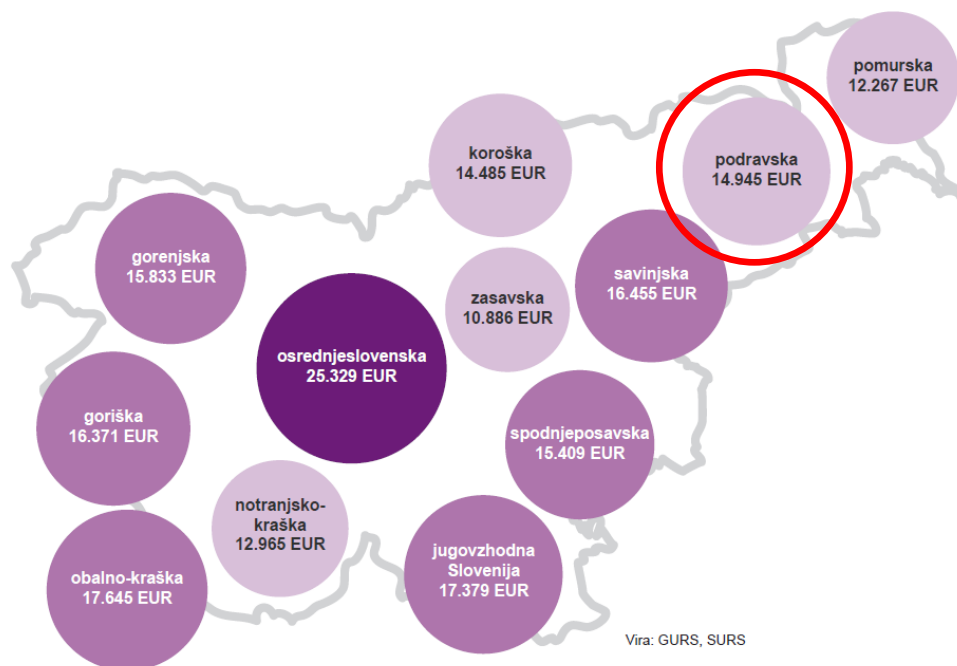 pomurska
12.267 EUR
koroška
14.485 EUR
podravska
14.945 EUR
gorenjska
15.833 EUR
savinjska
16.455 EUR
zasavska
10.886 EUR
osrednjeslovenska
25.329 EUR
goriška
16.371 EUR
spodnjeposavska
15.409 EUR
notranjsko-
kraška
12.965 EUR
jugovzhodna
Slovenija
17.379 EUR
obalno-kraška
17.645 EUR
Vira: GURS, SURS